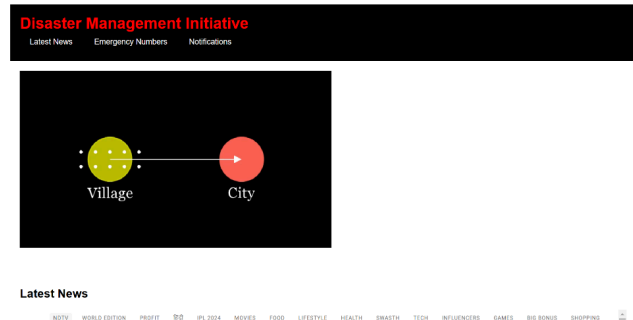 Disaster Management Initiative
Latest News Emergency Numbers Notifications
Village City
Latest News
NDTV WORLD EDITION PROFIT हिंदी IPL 2024 MOVIES FOOD LIFESTYLE HEALTH SWASTH TECH INFLUENCERS GAMES BIG BONUS SHOPPING